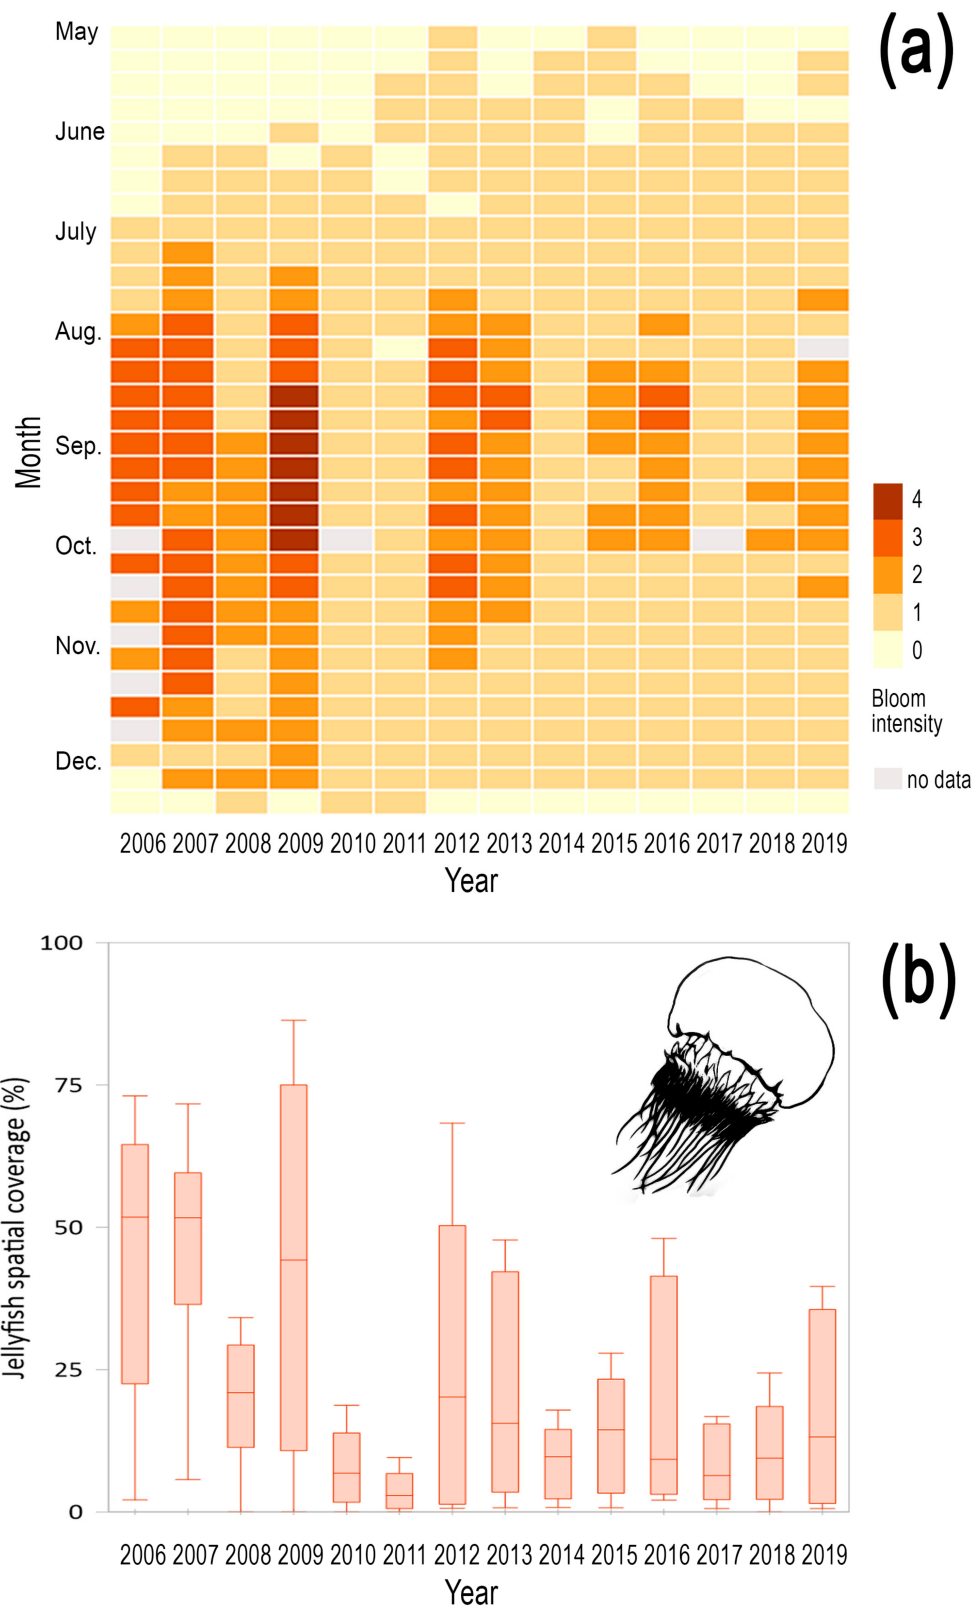 (a)
May
June
July
Aug.
Sep.
Oct.
Nov.
Dec.
Month
4
3
2
1
0
Bloom
intensity
no data
2006 2007 2008 2009 2010 2011 2012 2013 2014 2015 2016 2017 2018 2019
Year
(b)
100
75
50
25
0
Jellyfish spatial coverage (%)
2006 2007 2008 2009 2010 2011 2012 2013 2014 2015 2016 2017 2018 2019
Year